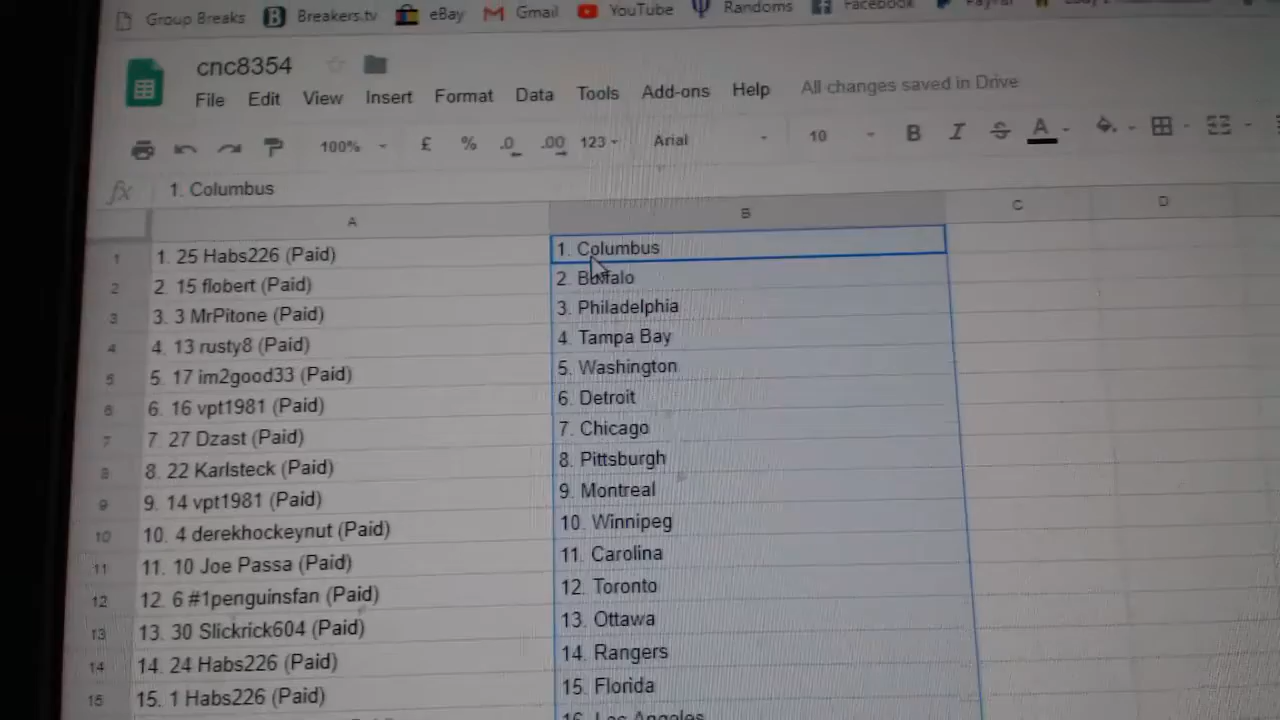 Group Breaks Breakers.tv eBay Gmail YouTube Randoms Facebook
cnc8354
File Edit View Insert Format Data Tools Add-ons Help All changes saved in Drive
100% £ % .0 .00 123 Arial 10 B I S A
fx 1. Columbus
A B C D
1 1. 25 Habs226 (Paid) 1. Columbus
2 2. 15 flobert (Paid) 2. Buffalo
3 3. 3 MrPitone (Paid) 3. Philadelphia
4 4. 13 rusty8 (Paid) 4. Tampa Bay
5 5. 17 im2good33 (Paid) 5. Washington
6 6. 16 vpt1981 (Paid) 6. Detroit
7 7. 27 Dzast (Paid) 7. Chicago
8 8. 22 Karlsteck (Paid) 8. Pittsburgh
9 9. 14 vpt1981 (Paid) 9. Montreal
10 10. 4 derekhockeynut (Paid) 10. Winnipeg
11 11. 10 Joe Passa (Paid) 11. Carolina
12 12. 6 #1penguinsfan (Paid) 12. Toronto
13 13. 30 Slickrick604 (Paid) 13. Ottawa
14 14. 24 Habs226 (Paid) 14. Rangers
15 15. 1 Habs226 (Paid) 15. Florida
16. Los Angeles